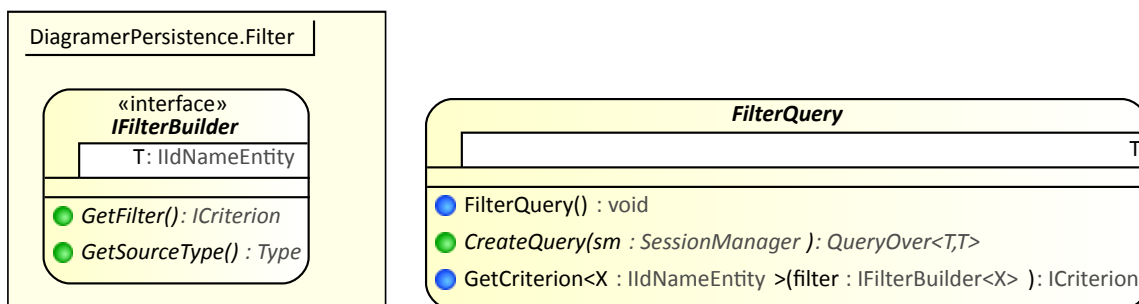 DiagramerPersistence.Filter
«interface»
IFilterBuilder
T: IIdNameEntity
GetFilter(): ICriterion
GetSourceType() : Type
FilterQuery
T
FilterQuery() : void
CreateQuery(sm : SessionManager ): QueryOver<T,T>
GetCriterion<X : IIdNameEntity >(filter : IFilterBuilder<X> ): ICriterion